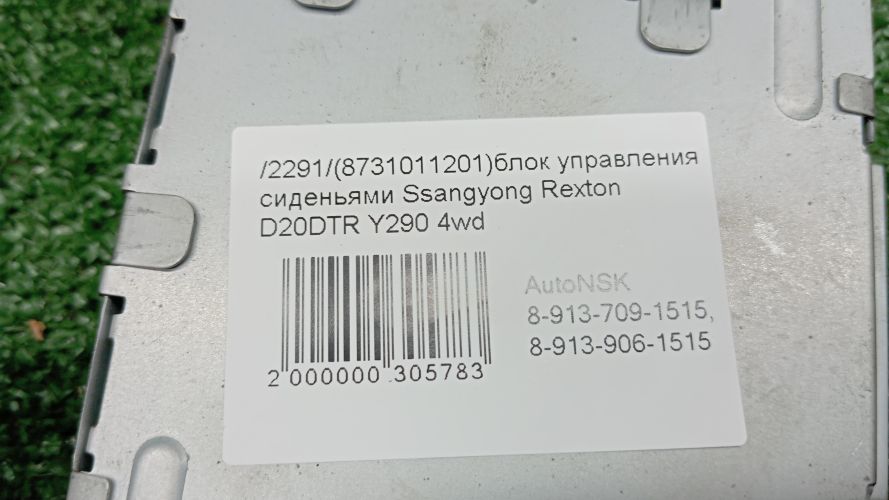 /2291/(8731011201)блок управления
сиденьями Ssangyong Rexton
D20DTR Y290 4wd
AutoNSK
8-913-709-1515,
8-913-906-1515
2 000000 305783